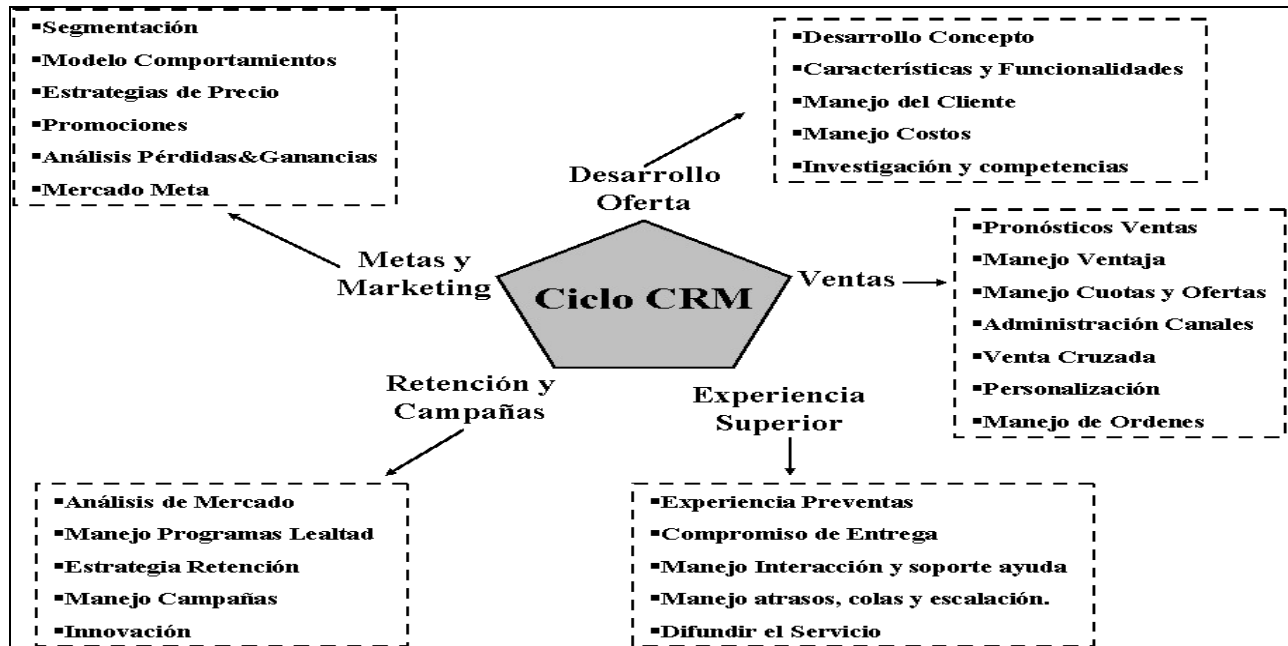 ▪Segmentación
▪Modelo Comportamientos
▪Estrategias de Precio
▪Promociones
▪Análisis Pérdidas&Ganancias
▪Mercado Meta
▪Desarrollo Concepto
▪Características y Funcionalidades
▪Manejo del Cliente
▪Manejo Costos
▪Investigación y competencias
Desarrollo
Oferta
Metas y
Marketing
Ciclo CRM
Ventas
▪Pronósticos Ventas
▪Manejo Ventaja
▪Manejo Cuotas y Ofertas
▪Administración Canales
▪Venta Cruzada
▪Personalización
▪Manejo de Ordenes
Retención y
Campañas
Experiencia
Superior
▪Análisis de Mercado
▪Manejo Programas Lealtad
▪Estrategia Retención
▪Manejo Campañas
▪Innovación
▪Experiencia Preventas
▪Compromiso de Entrega
▪Manejo Interacción y soporte ayuda
▪Manejo atrasos, colas y escalación.
▪Difundir el Servicio